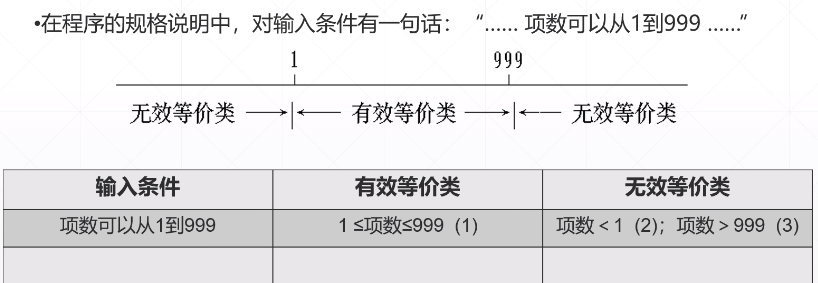 •在程序的规格说明中，对输入条件有一句话： “…… 项数可以从1到999 ……”
1 999
无效等价类 有效等价类 无效等价类
输入条件 有效等价类 无效等价类
项数可以从1到999 1 ≤项数≤999（1） 项数＜1（2）；项数＞999（3）